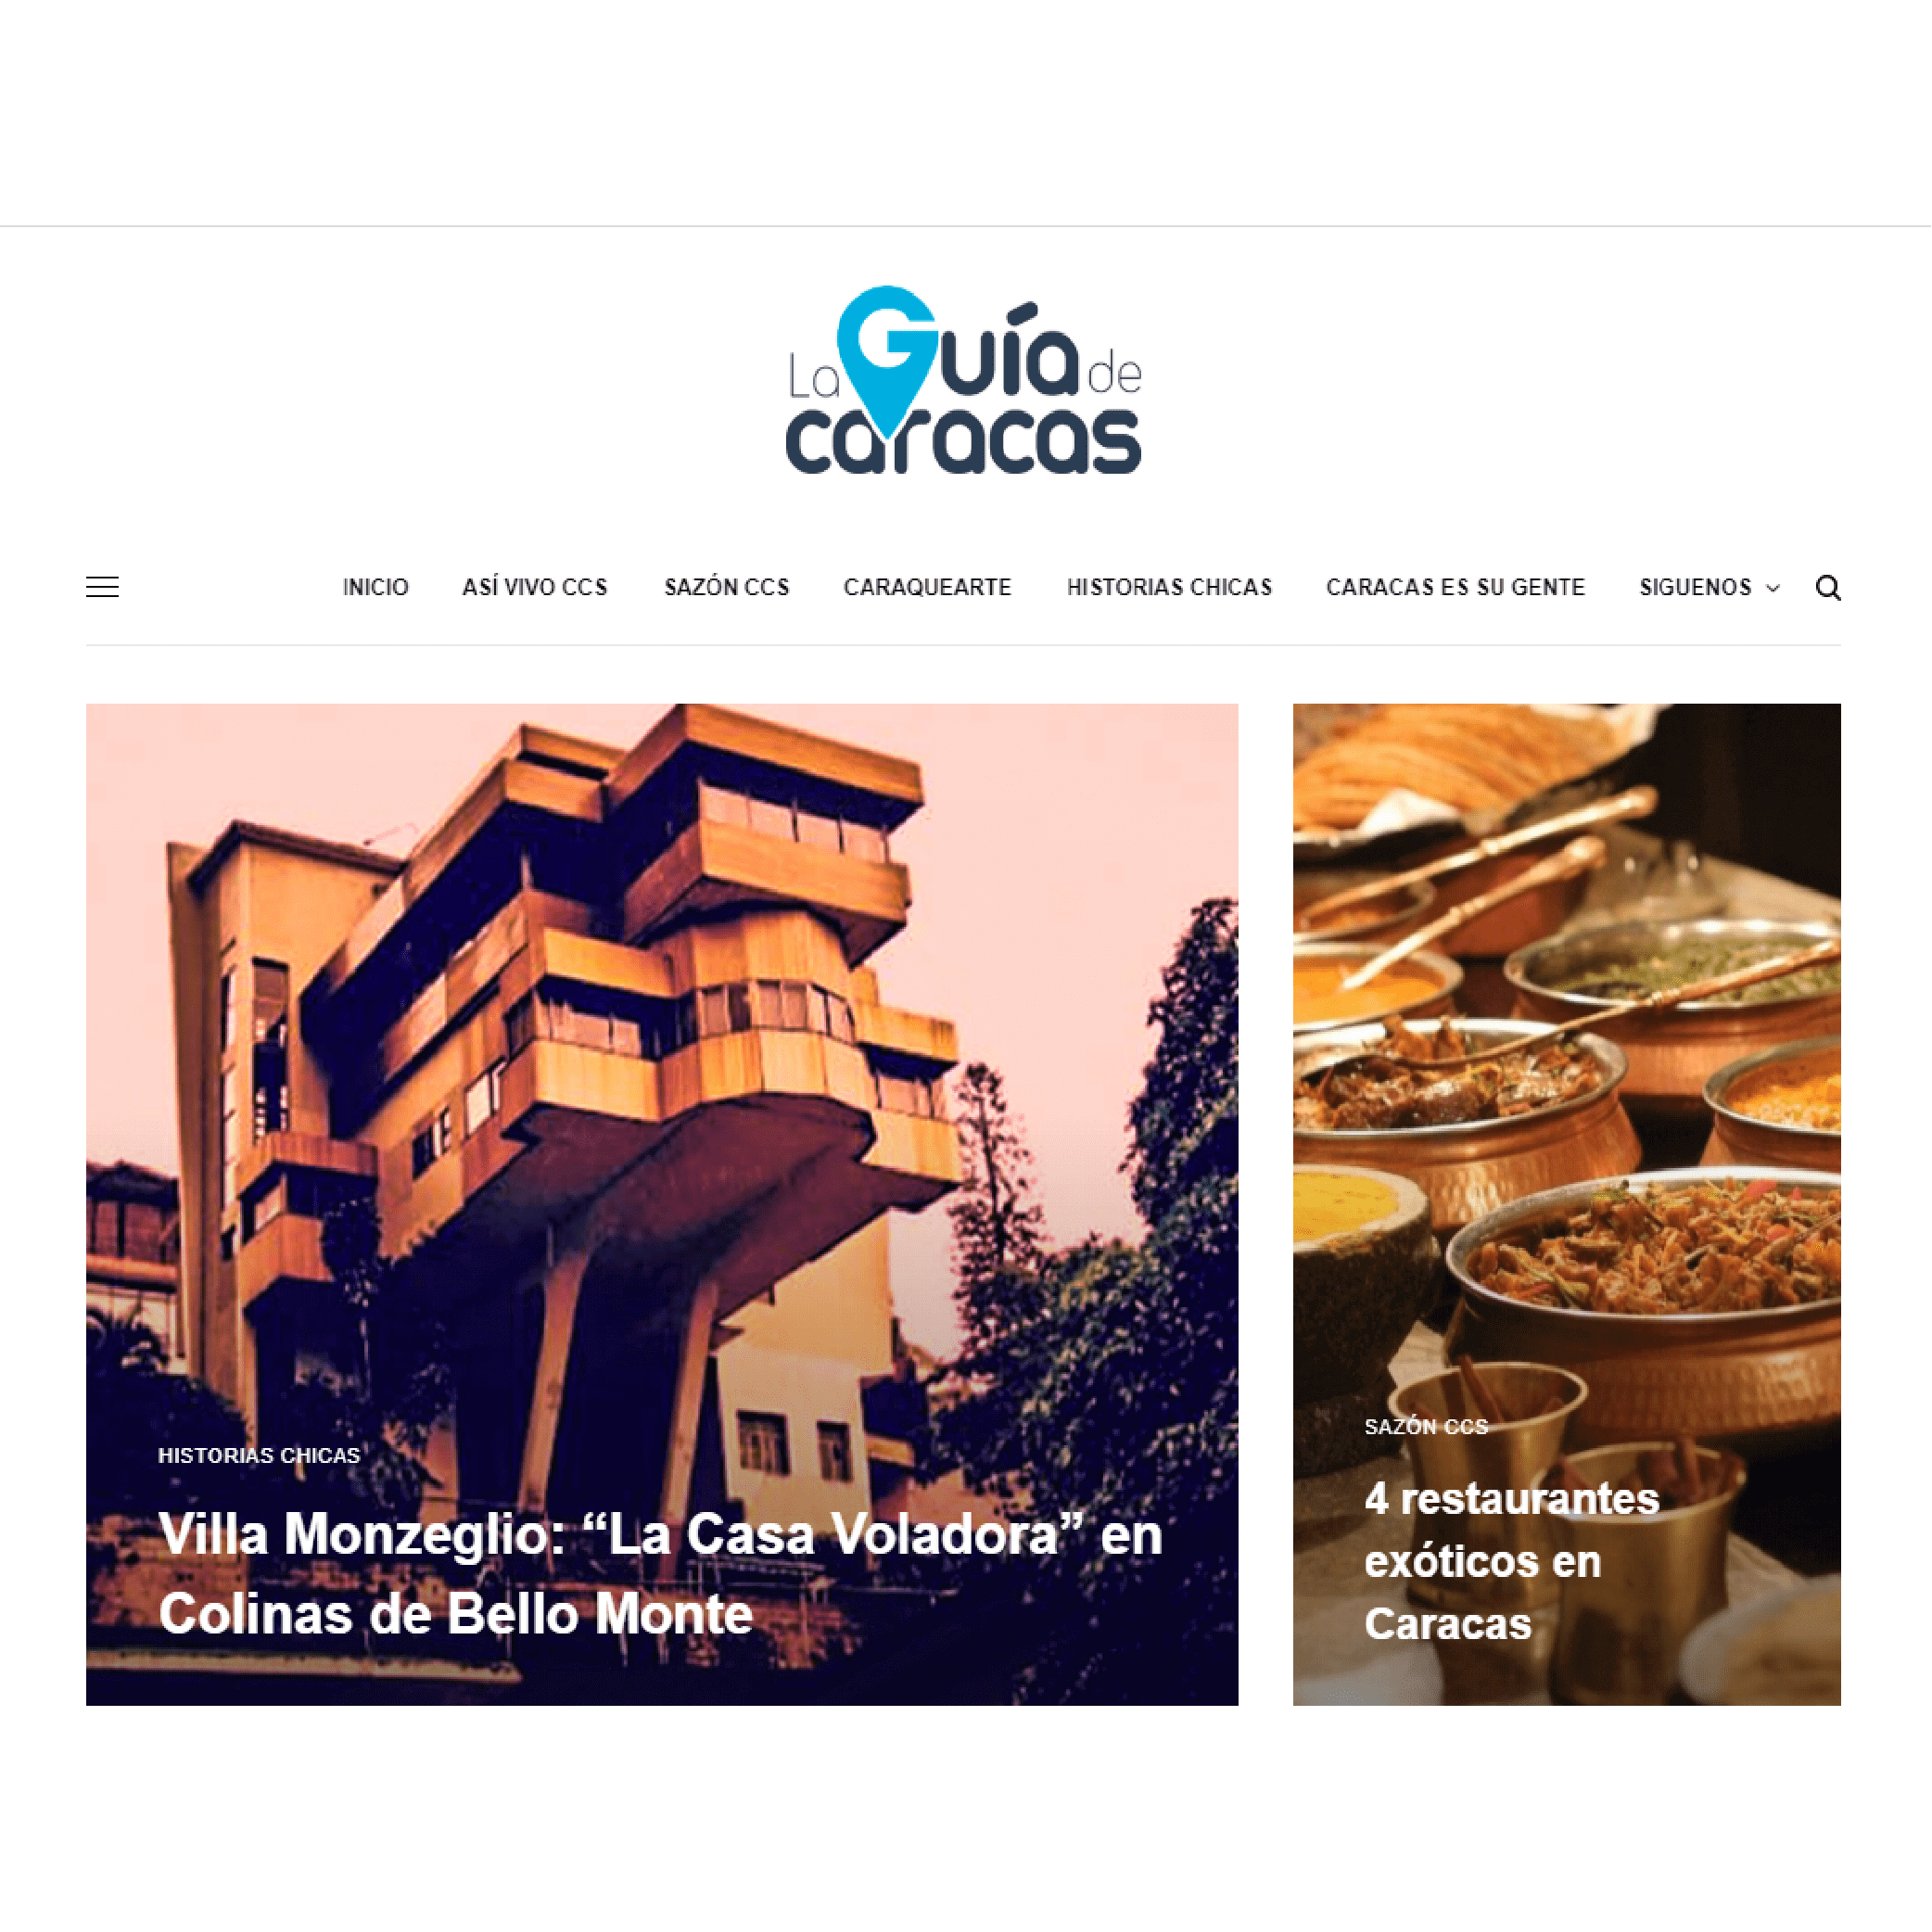 La Guía de
caracas
INICIO ASÍ VIVO CCS SAZÓN CCS CARAQUEARTE HISTORIAS CHICAS CARACAS ES SU GENTE SIGUENOS
HISTORIAS CHICAS
Villa Monzeglio: “La Casa Voladora” en
Colinas de Bello Monte
SAZÓN CCS
4 restaurantes
exóticos en
Caracas